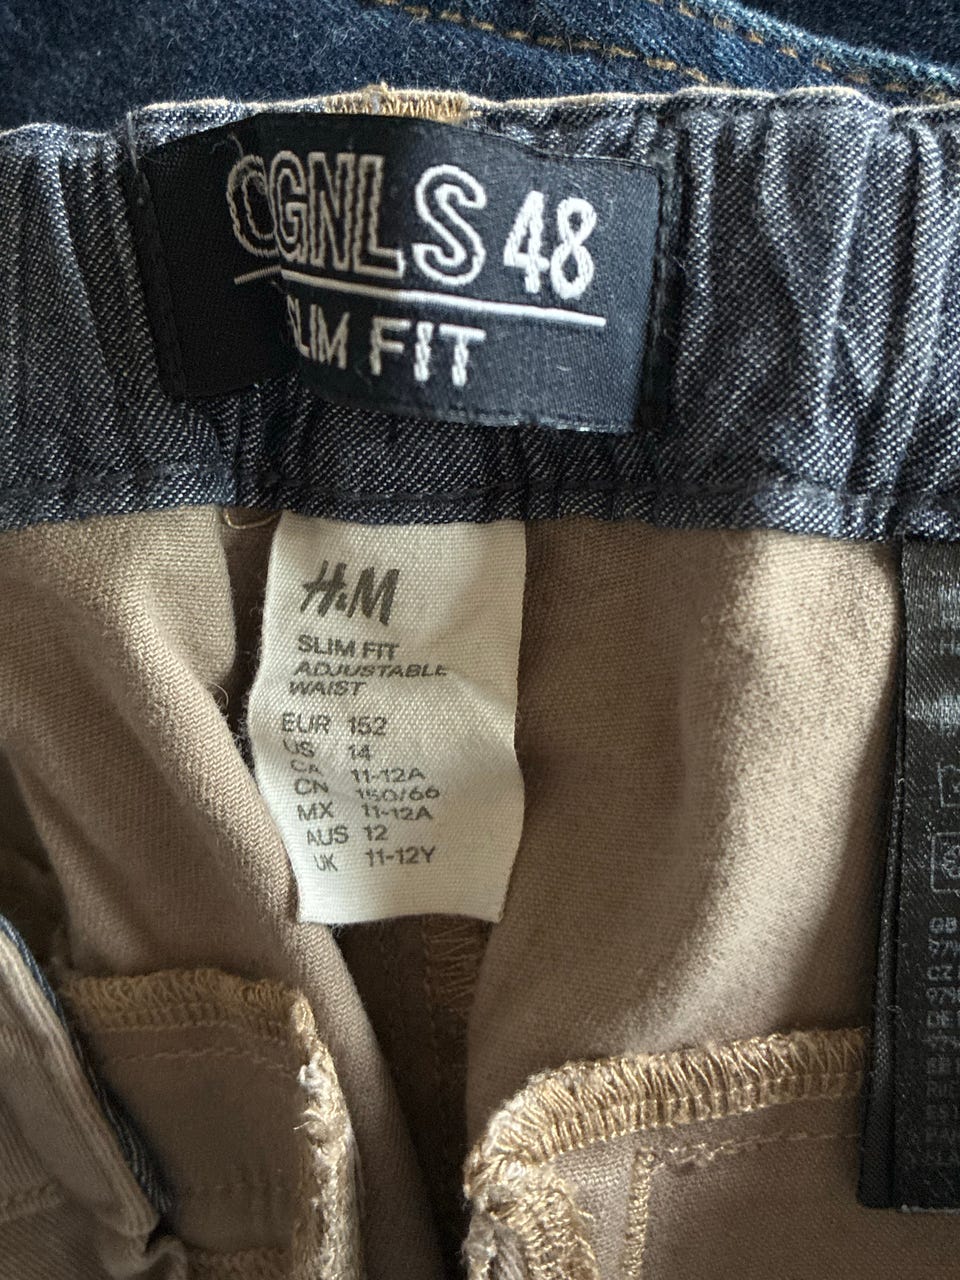 OGNLS 48
SLIM FIT
H&M
SLIM FIT
ADJUSTABLE
WAIST
EUR 152
US 14
CA 11-12A
CN 150/66
MX 11-12A
AUS 12
UK 11-12Y